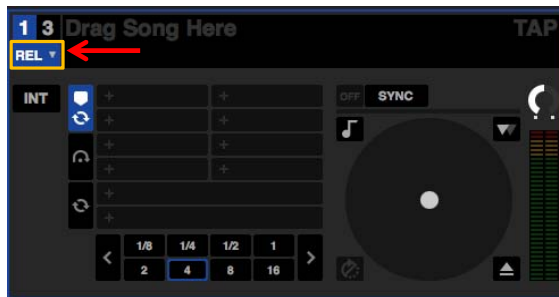 1 3 Drag Song Here TAP
REL
INT
OFF SYNC
1/8 1/4 1/2 1
2 4 8 16